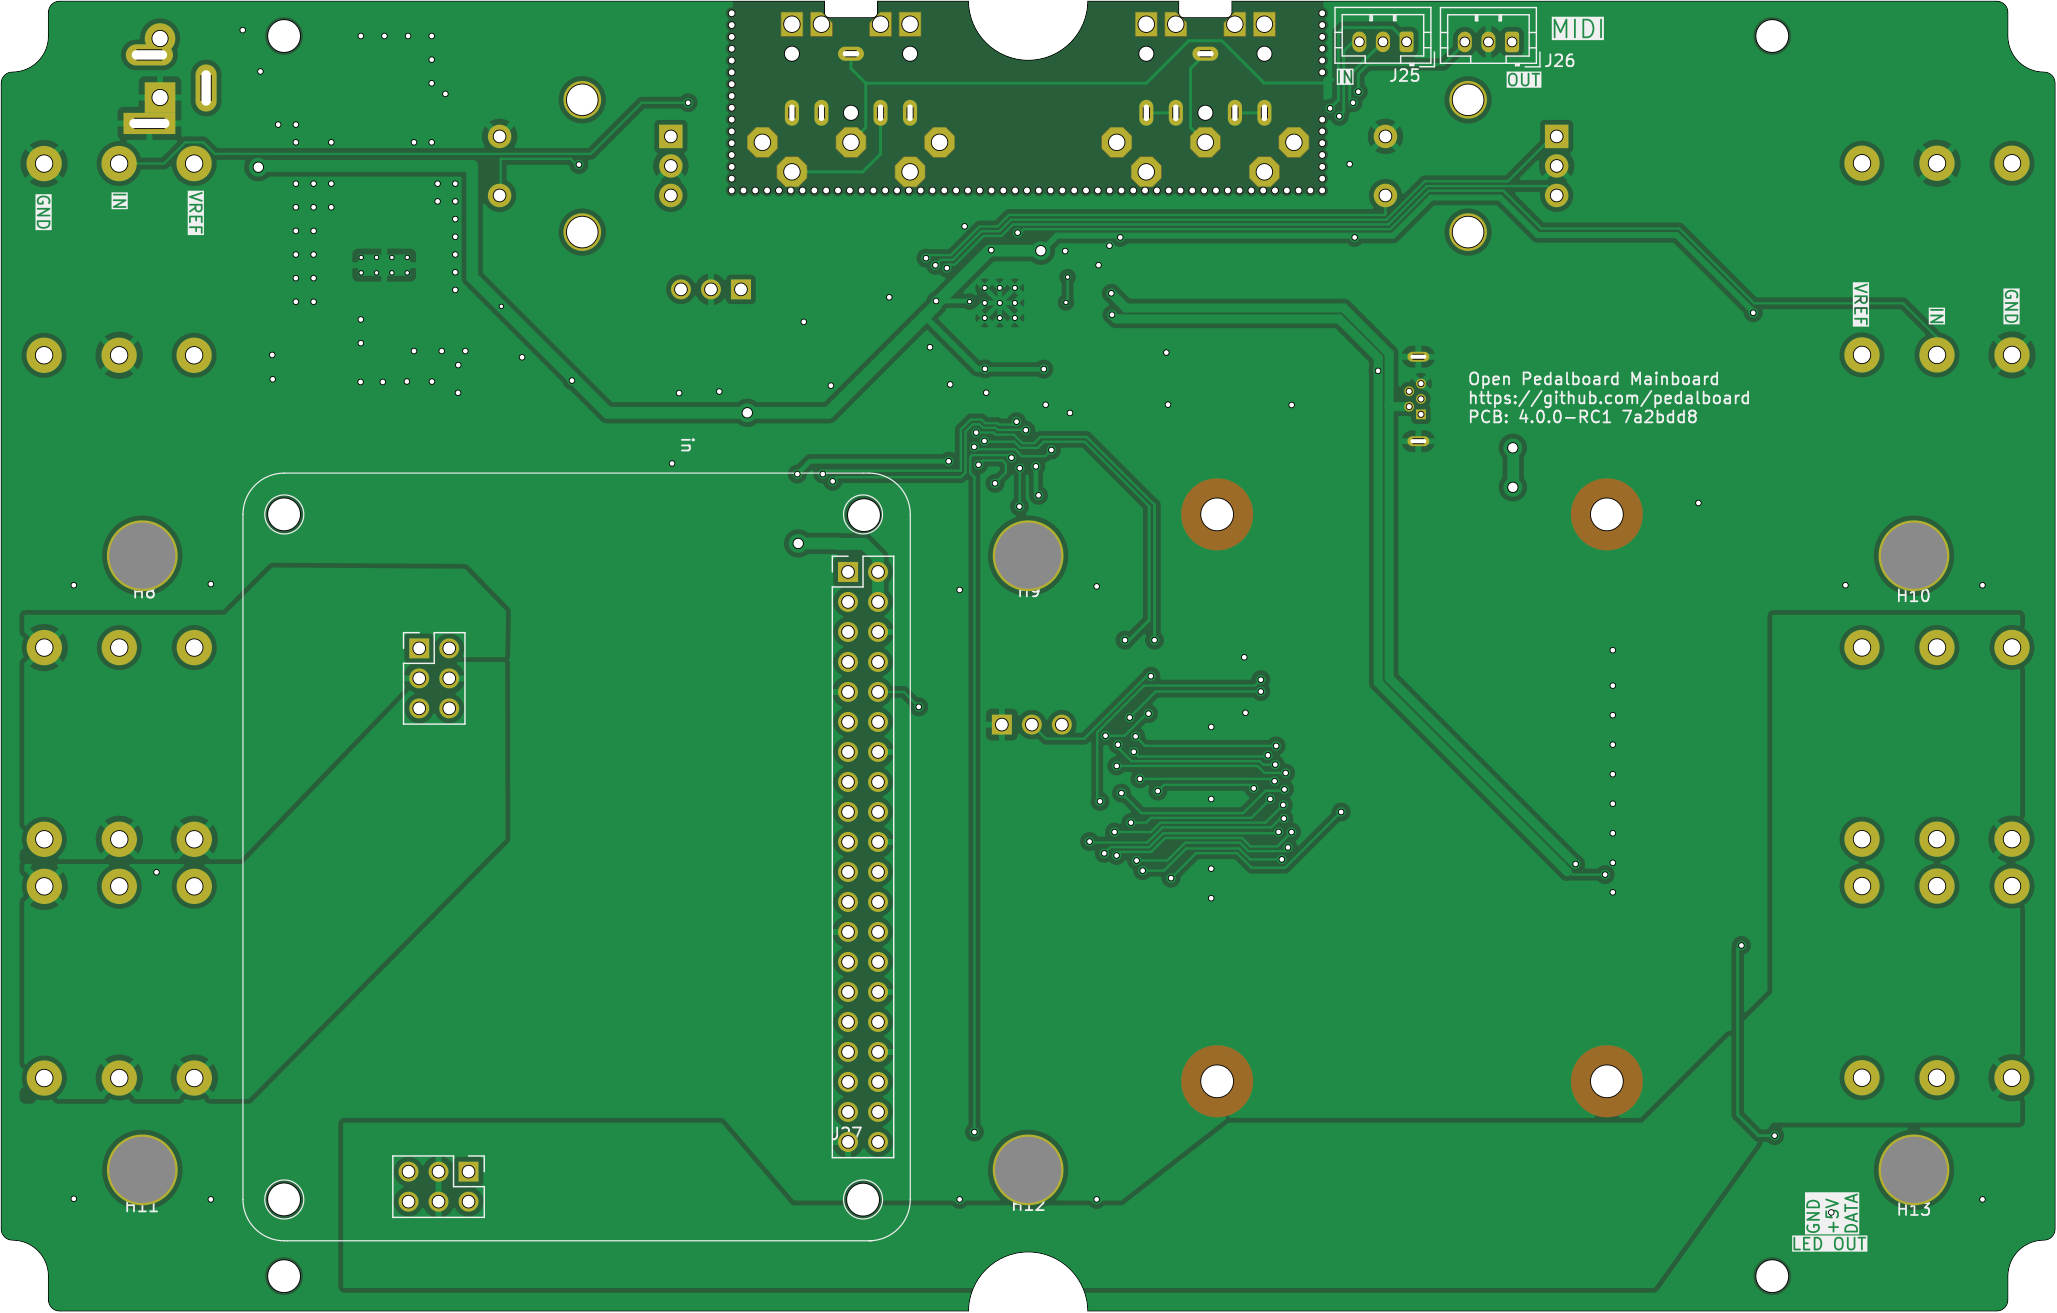 MIDI
J26
J25
IN
OUT
GND
IN
VREF
VREF
IN
GND
Open Pedalboard Mainboard
https://github.com/pedalboard
PCB: 4.0.0-RC1 7a2bdd8
in
H8
H9
H10
J27
H11
H12
H13
GND
+5V
DATA
LED OUT